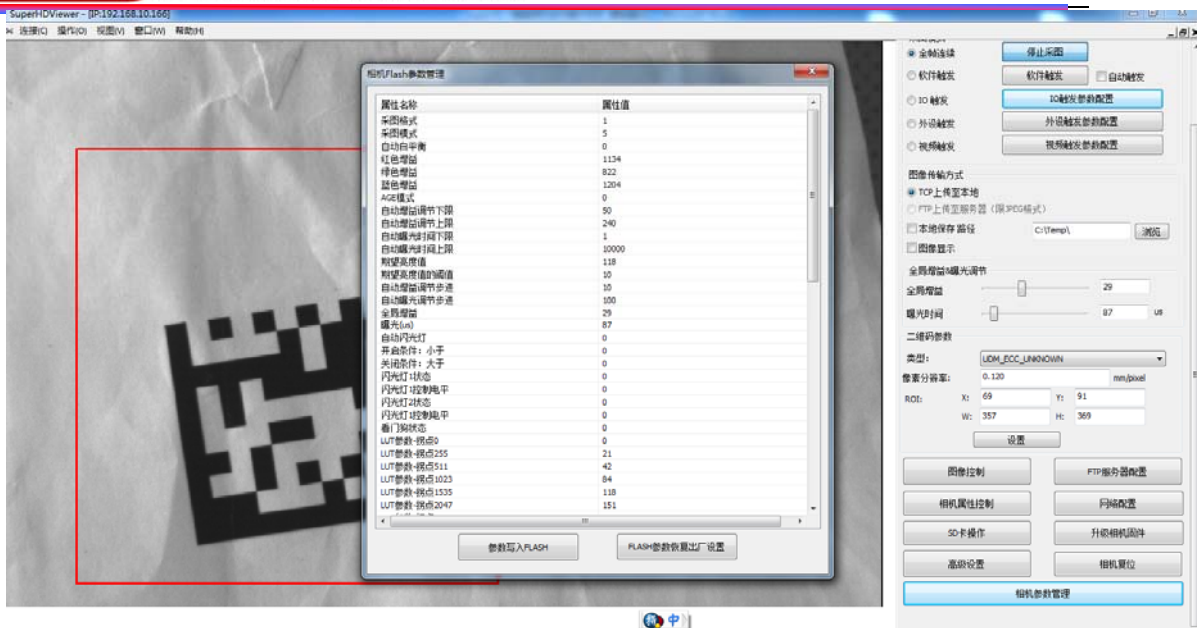 SuperHDViewer - [IP:192.168.10.166]
连接(C) 操作(O) 视图(V) 窗口(W) 帮助(H)
相机Flash参数管理
属性名称 属性值
采图格式 1
采图模式 5
自动白平衡 0
红色增益 1134
绿色增益 822
蓝色增益 1204
AGE模式 0
自动增益调节下限 50
自动增益调节上限 240
自动曝光时间下限 1
自动曝光时间上限 10000
期望亮度值 118
期望亮度值的阈值 10
自动增益调节步进 10
自动曝光调节步进 100
全局增益 29
曝光(us) 87
自动闪光灯 0
开启条件: 小于 0
关闭条件: 大于 0
闪光灯1状态 0
闪光灯1控制电平 0
闪光灯2状态 0
闪光灯1控制电平 0
看门狗状态 0
LUT参数-拐点0 0
LUT参数-拐点255 21
LUT参数-拐点511 42
LUT参数-拐点1023 84
LUT参数-拐点1535 118
LUT参数-拐点2047 151
参数写入FLASH FLASH参数恢复出厂设置
全帧连续 停止采图
软件触发 软件触发 自动触发
IO 触发 IO触发参数配置
外设触发 外设触发参数配置
视频触发 视频触发参数配置
图像传输方式
TCP上传至本地
FTP上传至服务器 (限JPEG格式)
本地保存 路径 C:\Temp\ 浏览
图像显示
全局增益&曝光调节
全局增益 29
曝光时间 87 us
二维码参数
类型: UDM_ECC_UNKNOWN
像素分辨率: 0.120 mm/pixel
ROI: X: 69 Y: 91
W: 357 H: 369
设置
图像控制 FTP服务器配置
相机属性控制 网络配置
SD卡操作 升级相机固件
高级设置 相机复位
相机参数管理
中